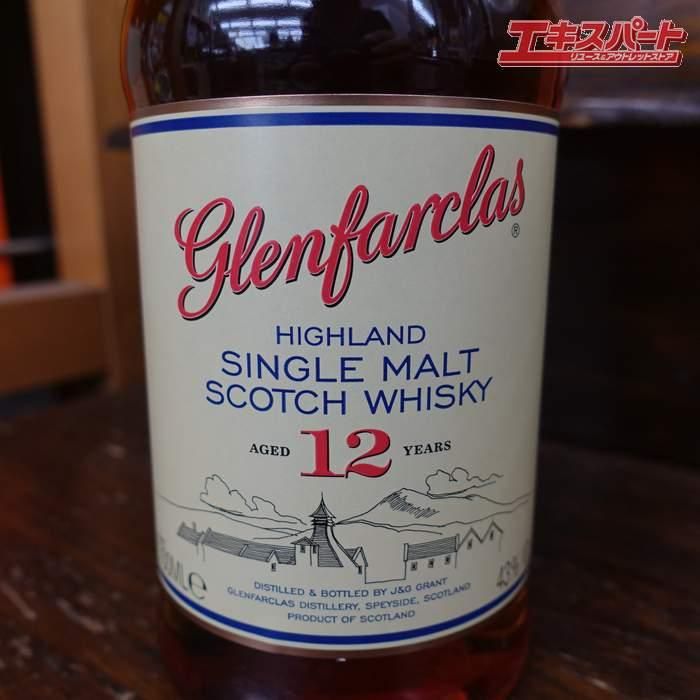 エキスパート
リユース&アウトレットストア
Glenfarclas
®
HIGHLAND
SINGLE MALT
SCOTCH WHISKY
AGED 12 YEARS
DISTILLED & BOTTLED BY J&G GRANT
GLENFARCLAS DISTILLERY, SPEYSIDE, SCOTLAND
PRODUCT OF SCOTLAND
43%